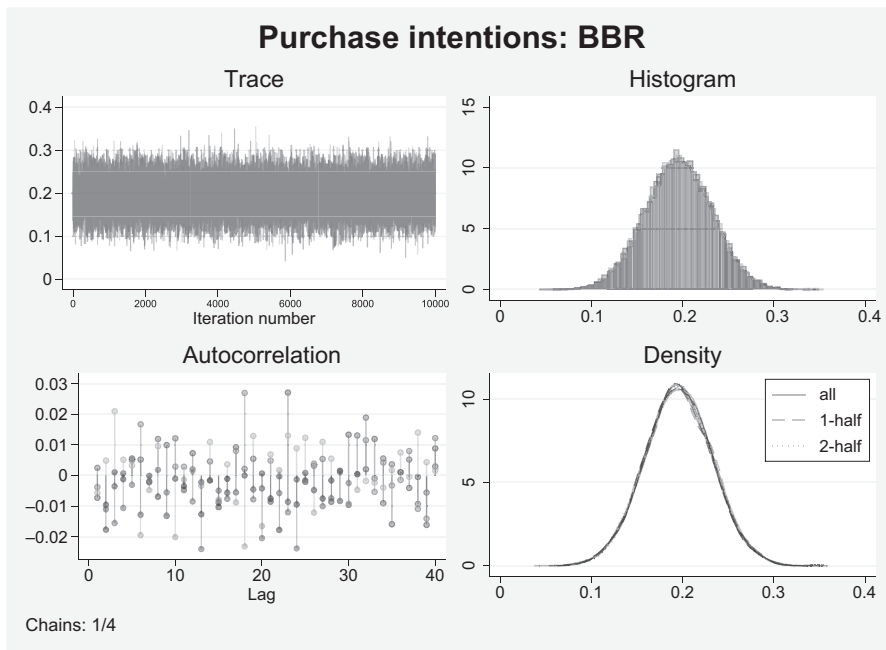 Purchase intentions: BBR
Trace
0.4
0.3
0.2
0.1
0
0 2000 4000 6000 8000 10000
Iteration number
Histogram
15
10
5
0
0 0.1 0.2 0.3 0.4
Autocorrelation
0.03
0.02
0.01
0
–0.01
–0.02
0 10 20 30 40
Lag
Density
all
1-half
2-half
10
5
0
0 0.1 0.2 0.3 0.4
Chains: 1/4